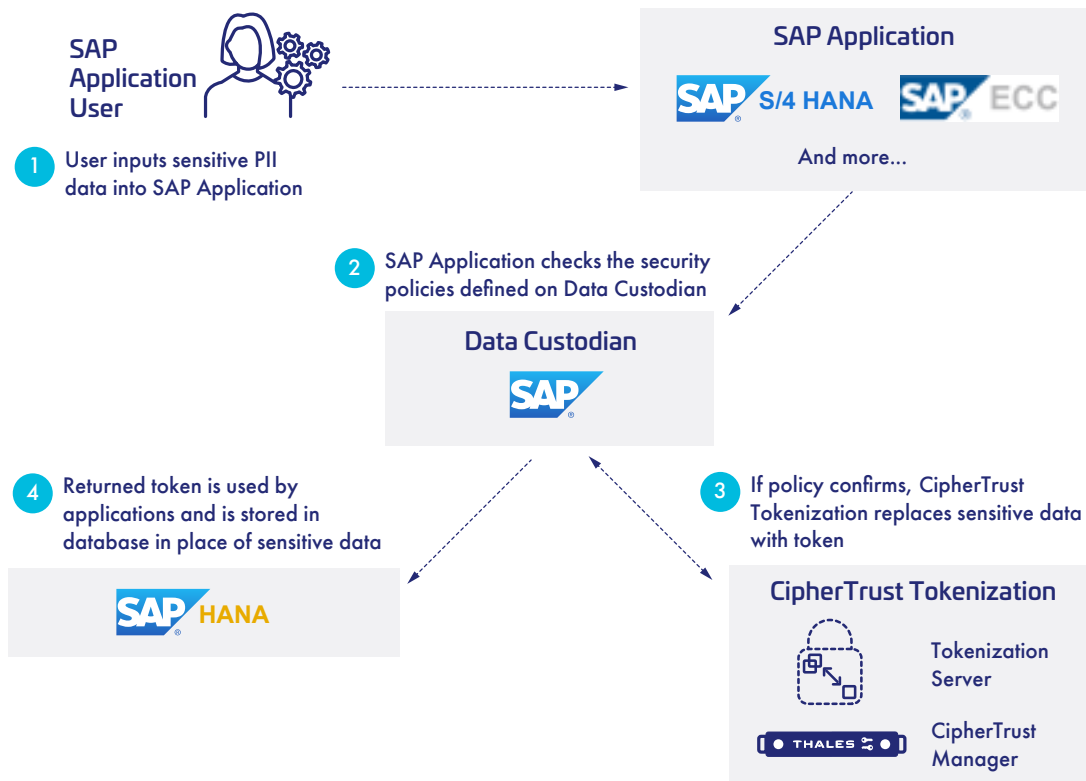 SAP
Application
User
SAP Application
SAP S/4 HANA
SAP ECC
And more...
1
User inputs sensitive PII
data into SAP Application
2
SAP Application checks the security
policies defined on Data Custodian
Data Custodian
SAP
4
Returned token is used by
applications and is stored in
database in place of sensitive data
SAP HANA
3
If policy confirms, CipherTrust
Tokenization replaces sensitive data
with token
CipherTrust Tokenization
Tokenization
Server
THALES
CipherTrust
Manager